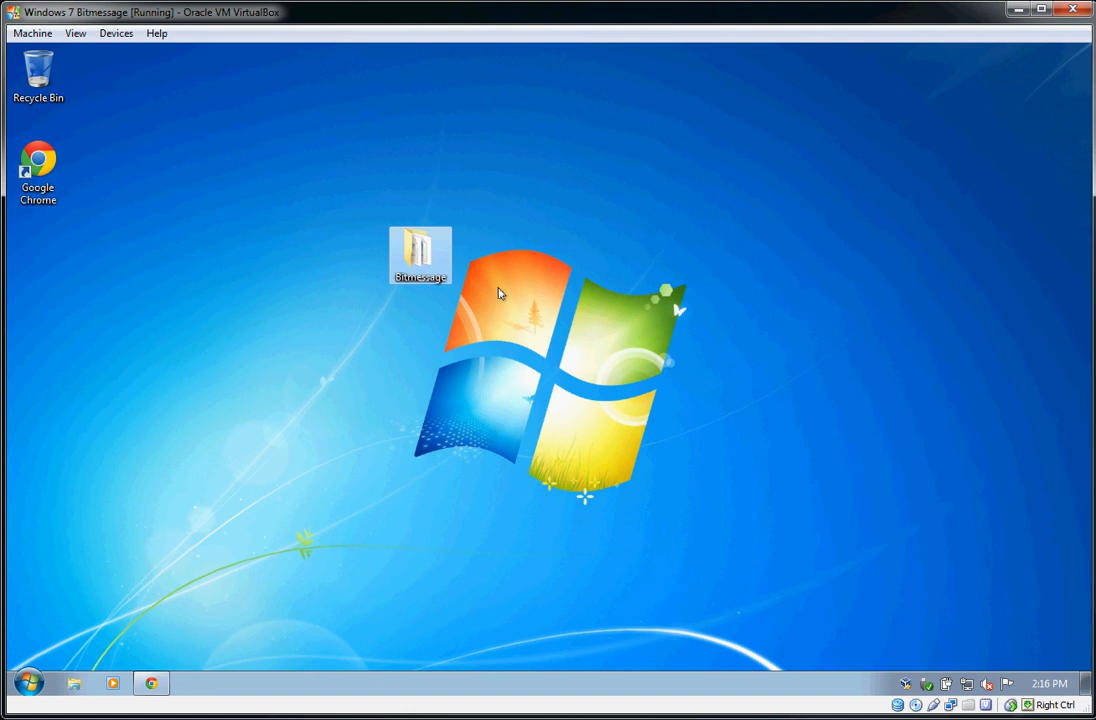 Windows 7 Bitmessage [Running] - Oracle VM VirtualBox
Machine View Devices Help
Recycle Bin
Google
Chrome
Bitmessage
2:16 PM
Right Ctrl